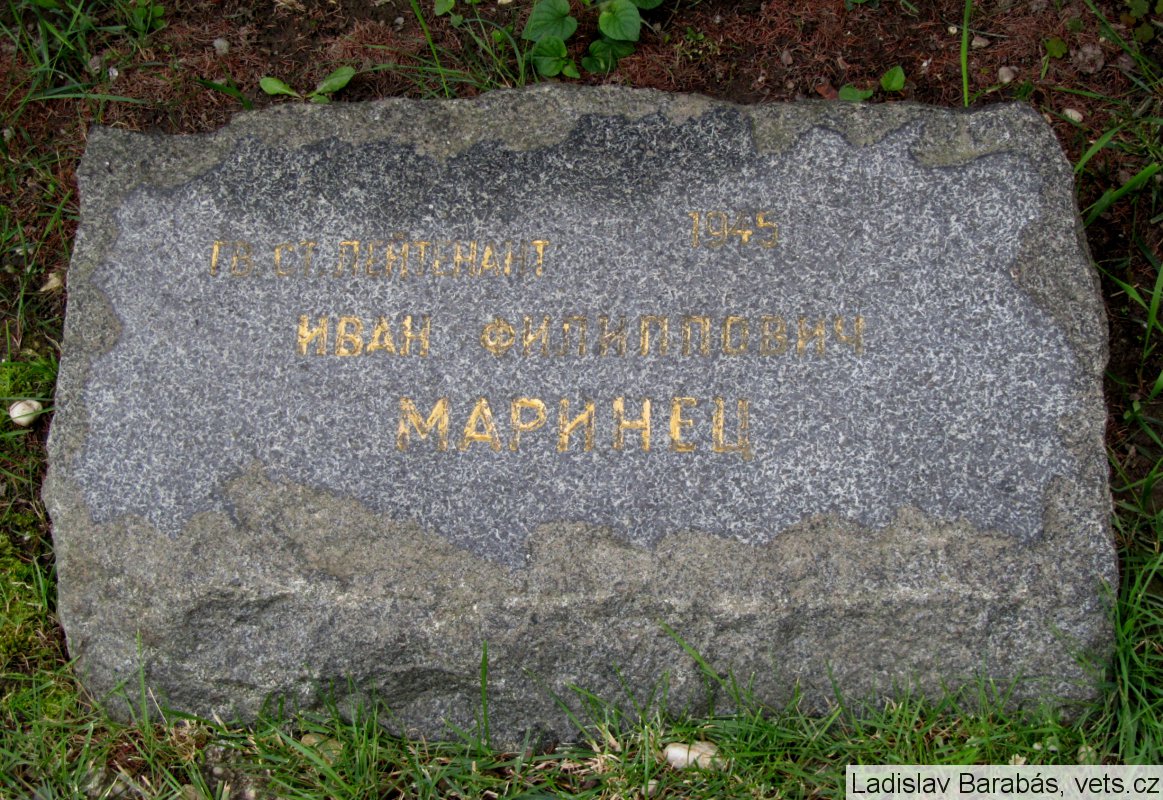 1945
ГВ. СТ. ЛЕЙТЕНАНТ
ИВАН ФИЛИППОВИЧ
МАРИНЕЦ
Ladislav Barabás, vets.cz